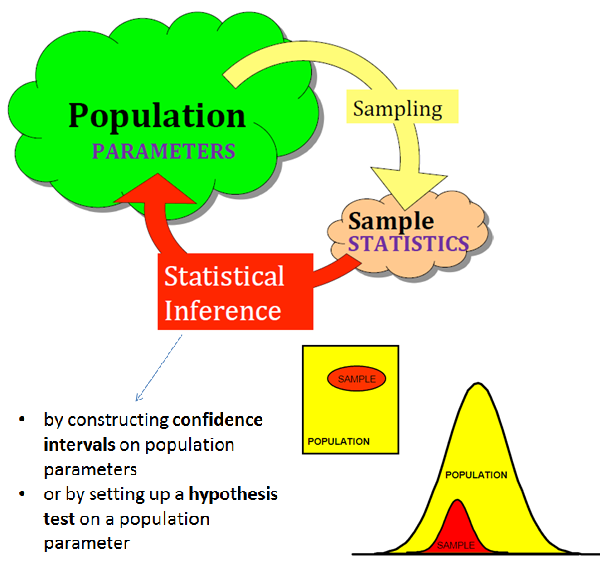 Population
PARAMETERS
Sampling
Sample
STATISTICS
Statistical
Inference
• by constructing confidence
intervals on population
parameters
• or by setting up a hypothesis
test on a population
parameter
SAMPLE
POPULATION
POPULATION
SAMPLE